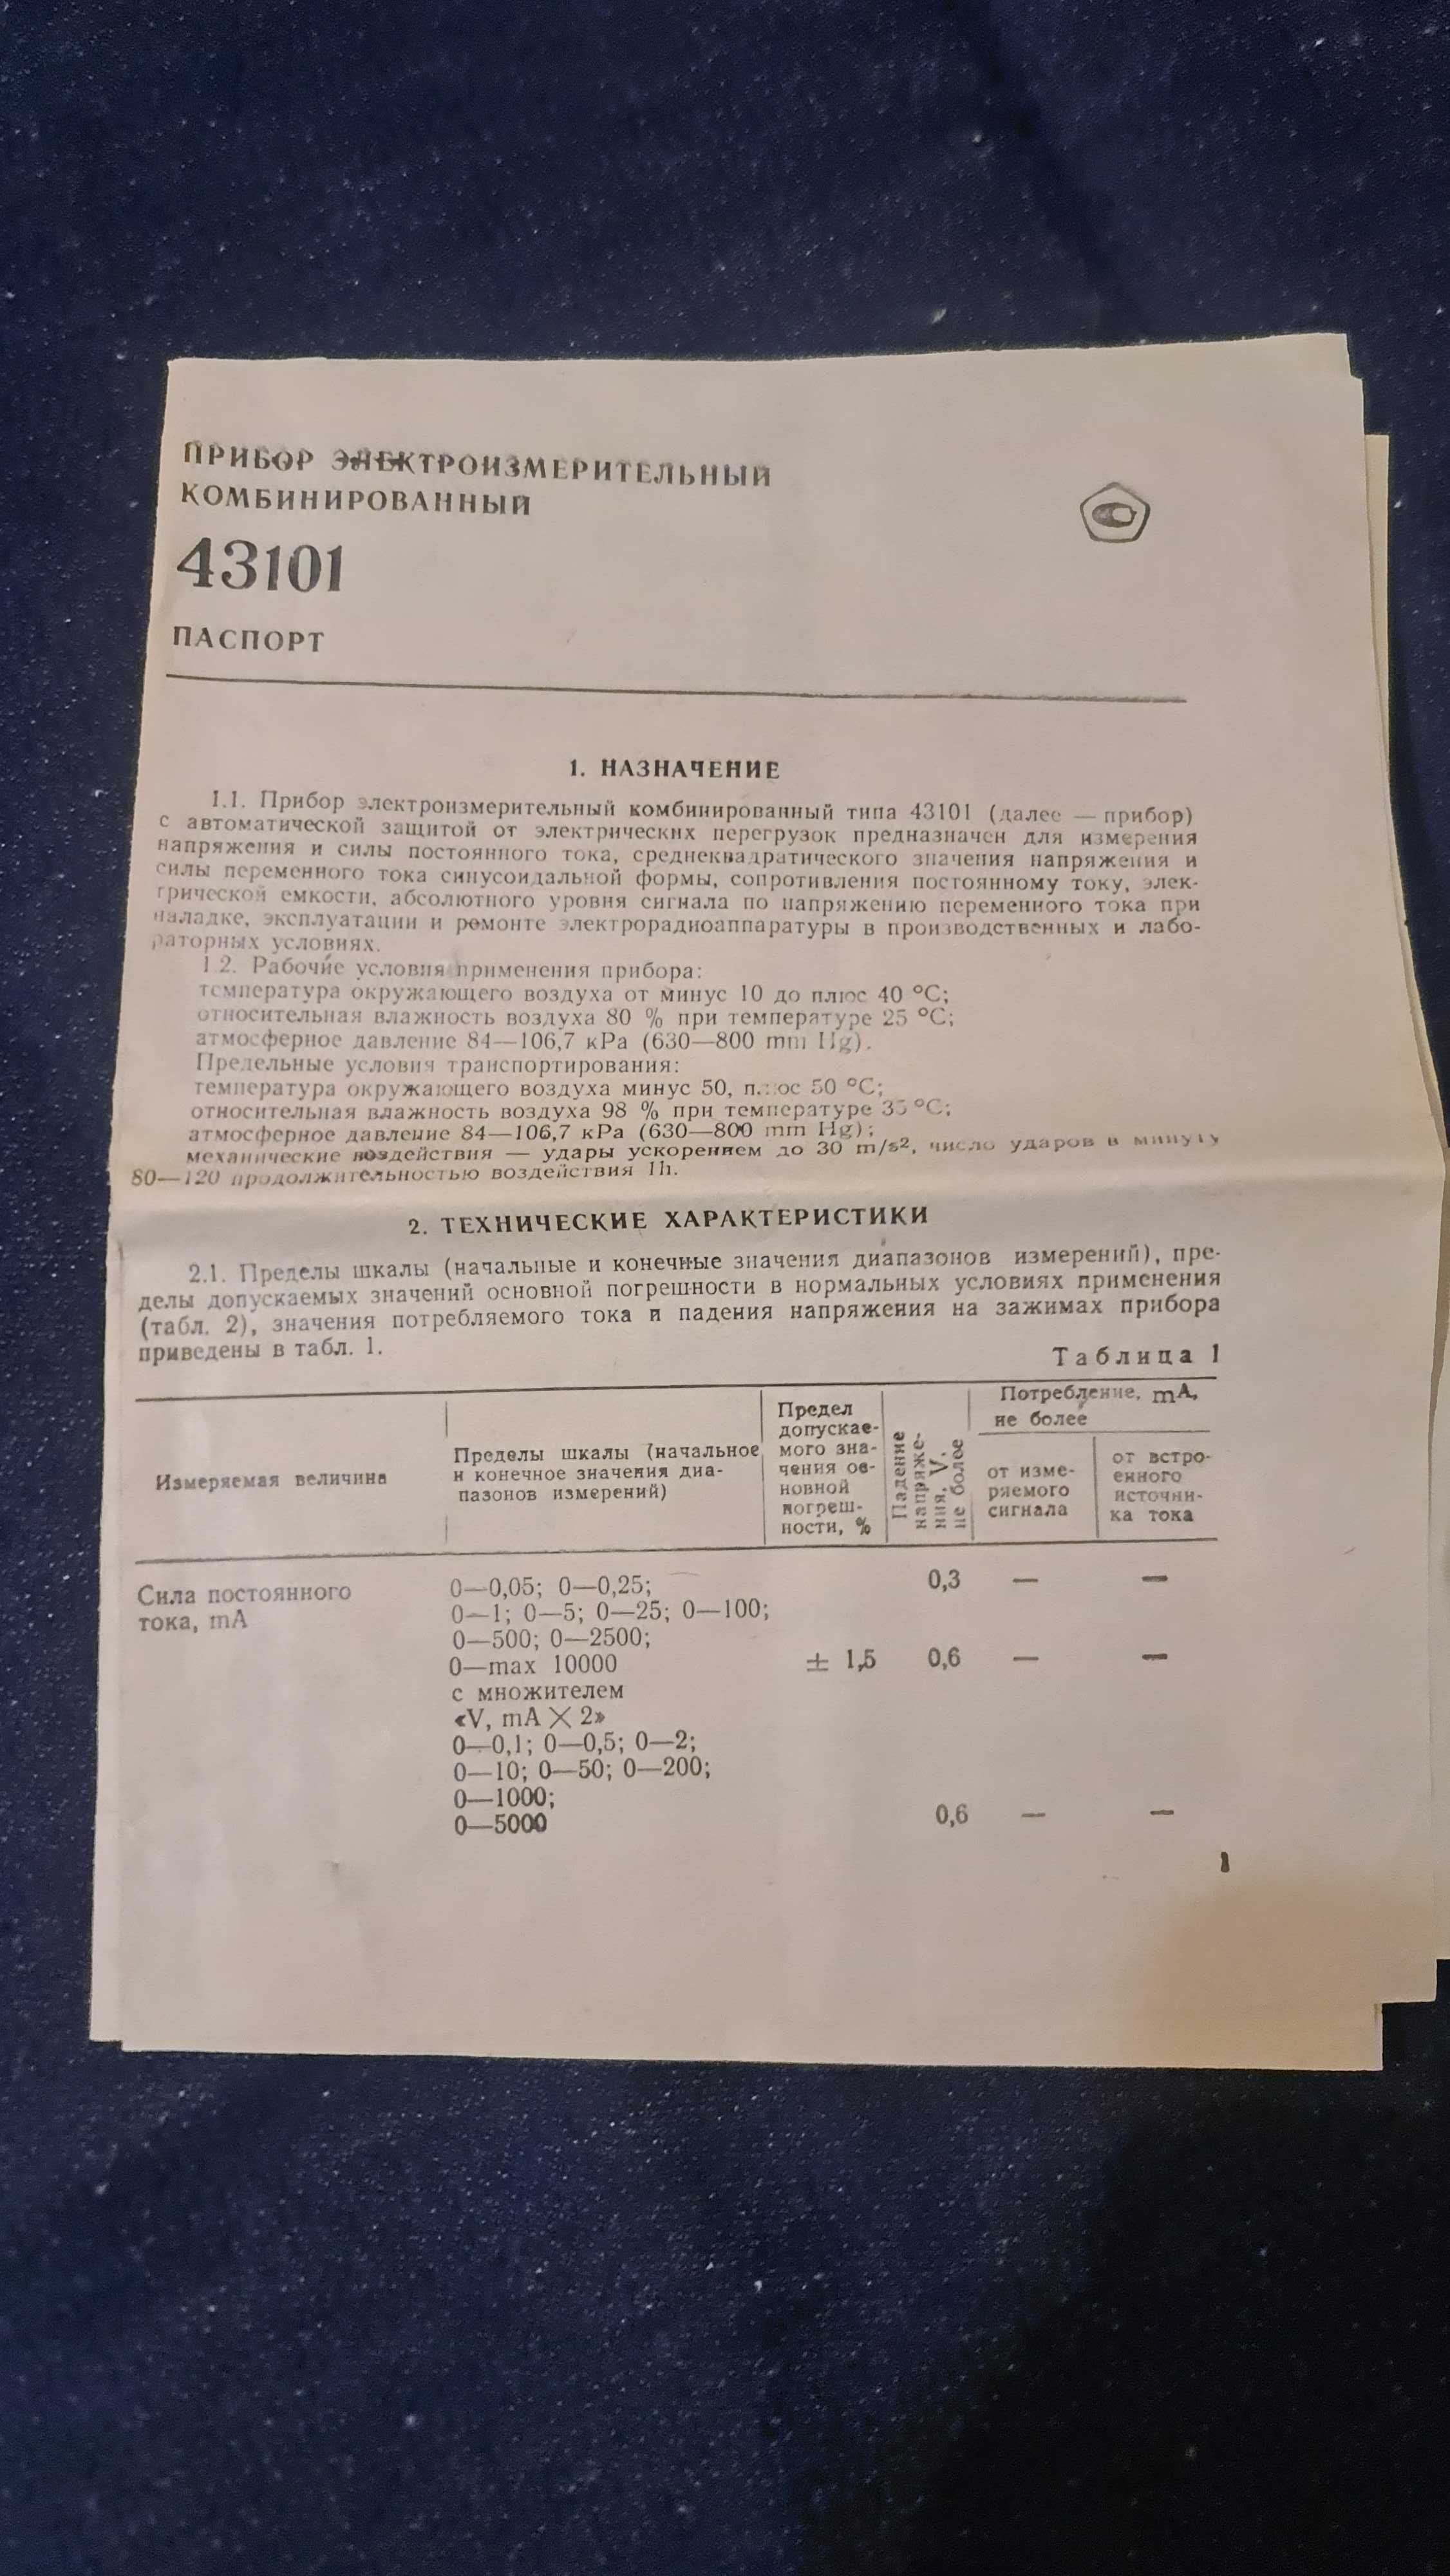 ПРИБОР ЭЛЕКТРОИЗМЕРИТЕЛЬНЫЙ
КОМБИНИРОВАННЫЙ
43101
ПАСПОРТ
1. НАЗНАЧЕНИЕ
1.1. Прибор электроизмерительный комбинированный типа 43101 (далее — прибор)
с автоматической защитой от электрических перегрузок предназначен для измерения
напряжения и силы постоянного тока, среднеквадратического значения напряжения и
силы переменного тока синусоидальной формы, сопротивления постоянному току, элек-
трической емкости, абсолютного уровня сигнала по напряжению переменного тока при
наладке, эксплуатации и ремонте электрорадиоаппаратуры в производственных и лабо-
раторных условиях.
1.2. Рабочие условия применения прибора:
температура окружающего воздуха от минус 10 до плюс 40 °C;
относительная влажность воздуха 80 % при температуре 25 °C;
атмосферное давление 84—106,7 кPa (630—800 mm Hg).
Предельные условия транспортирования:
температура окружающего воздуха минус 50, плюс 50 °C;
относительная влажность воздуха 98 % при температуре 35 °C;
атмосферное давление 84—106,7 кPa (630—800 mm Hg);
механические воздействия — удары ускорением до 30 m/s², число ударов в минуту
80—120 продолжительностью воздействия 1h.
2. ТЕХНИЧЕСКИЕ ХАРАКТЕРИСТИКИ
2.1. Пределы шкалы (начальные и конечные значения диапазонов измерений), пре-
делы допускаемых значений основной погрешности в нормальных условиях применения
(табл. 2), значения потребляемого тока и падения напряжения на зажимах прибора
приведены в табл. 1.
Таблица 1
Измеряемая величина
Пределы шкалы (начальное
и конечное значения диа-
пазонов измерений)
Предел
допускае-
мого зна-
чения ос-
новной
погреш-
ности, %
Падение
напряже-
ния, V,
не более
Потребление, mA,
не более
от изме-
ряемого
сигнала
от встро-
енного
источни-
ка тока
Сила постоянного
тока, mA
0—0,05; 0—0,25; 0,3 — —
0—1; 0—5; 0—25; 0—100;
0—500; 0—2500;
0—max 10000 ± 1,5 0,6 — —
с множителем
«V, mA × 2»
0—0,1; 0—0,5; 0—2;
0—10; 0—50; 0—200;
0—1000;
0—5000 0,6 — —
1